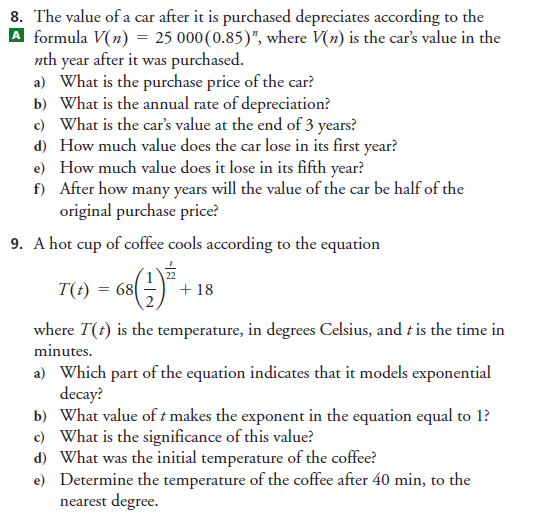 8. The value of a car after it is purchased depreciates according to the
A formula V(n) = 25 000(0.85)ⁿ, where V(n) is the car's value in the
nth year after it was purchased.
a) What is the purchase price of the car?
b) What is the annual rate of depreciation?
c) What is the car's value at the end of 3 years?
d) How much value does the car lose in its first year?
e) How much value does it lose in its fifth year?
f) After how many years will the value of the car be half of the
original purchase price?
9. A hot cup of coffee cools according to the equation
T(t) = 68(1/2)^(t/22) + 18
where T(t) is the temperature, in degrees Celsius, and t is the time in
minutes.
a) Which part of the equation indicates that it models exponential
decay?
b) What value of t makes the exponent in the equation equal to 1?
c) What is the significance of this value?
d) What was the initial temperature of the coffee?
e) Determine the temperature of the coffee after 40 min, to the
nearest degree.